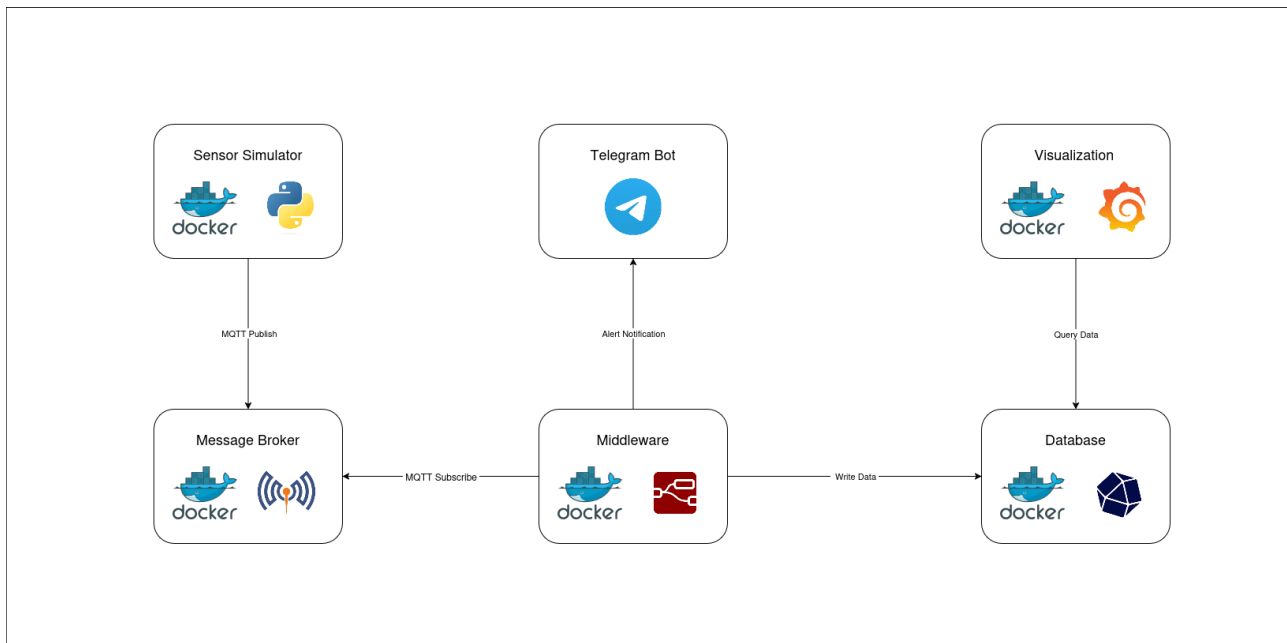 Sensor Simulator
docker
Telegram Bot
Visualization
docker
MQTT Publish
Alert Notification
Query Data
Message Broker
docker
MQTT Subscribe
Middleware
docker
Write Data
Database
docker